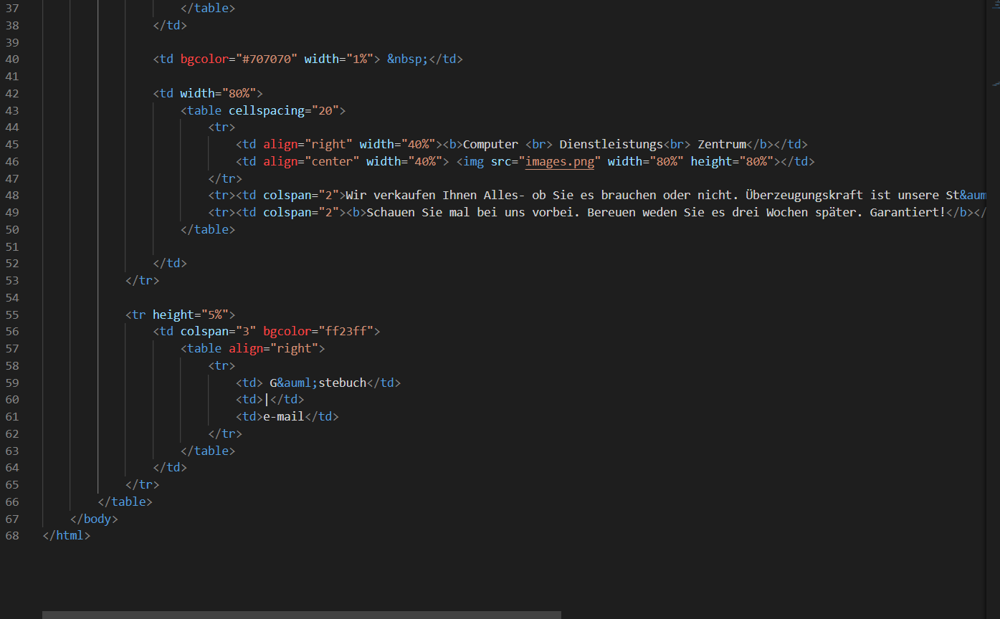 37 </table>
38 </td>
39
40 <td bgcolor="#707070" width="1%"> &nbsp;</td>
41
42 <td width="80%">
43 <table cellspacing="20">
44 <tr>
45 <td align="right" width="40%"><b>Computer <br> Dienstleistungs<br> Zentrum</b></td>
46 <td align="center" width="40%"> <img src="images.png" width="80%" height="80%"></td>
47 </tr>
48 <tr><td colspan="2">Wir verkaufen Ihnen Alles- ob Sie es brauchen oder nicht. Überzeugungskraft ist unsere St&aum
49 <tr><td colspan="2"><b>Schauen Sie mal bei uns vorbei. Bereuen weden Sie es drei Wochen später. Garantiert!</b></
50 </table>
51
52 </td>
53 </tr>
54
55 <tr height="5%">
56 <td colspan="3" bgcolor="ff23ff">
57 <table align="right">
58 <tr>
59 <td> G&auml;stebuch</td>
60 <td>|</td>
61 <td>e-mail</td>
62 </tr>
63 </table>
64 </td>
65 </tr>
66 </table>
67 </body>
68 </html>